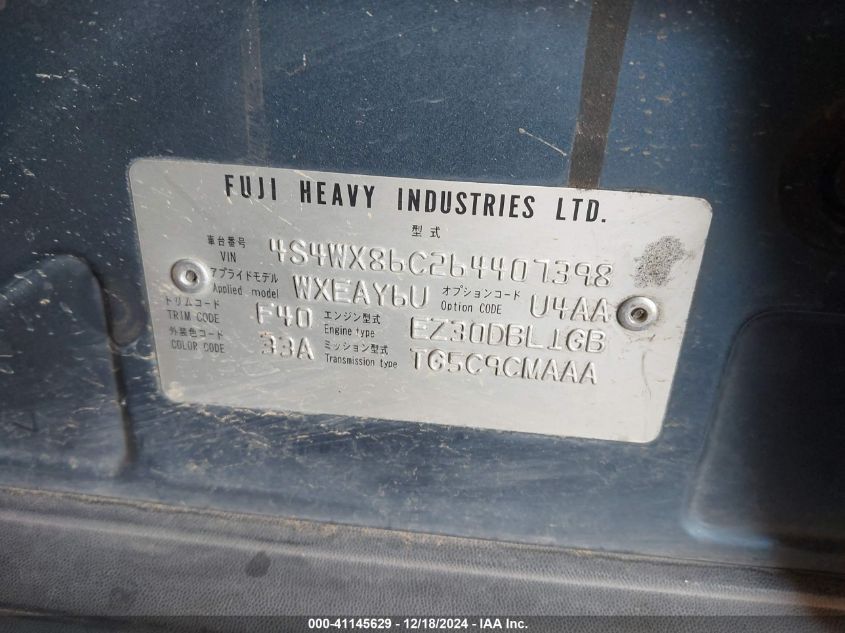 FUJI HEAVY INDUSTRIES LTD.
型式
車台番号 VIN 4S4WX86C264407398
アプライドモデル Applied model WXEAY6U オプションコード Option CODE U4AA
トリムコード TRIM CODE F40 エンジン型式 Engine type EZ30DBL1GB
外装色コード COLOR CODE 33A ミッション型式 Transmission type TG5C9CMAAA
000-41145629 - 12/18/2024 - IAA Inc.